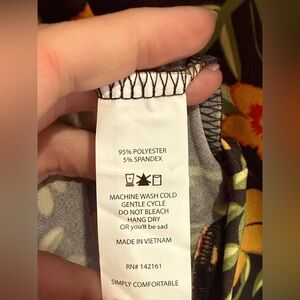 95% POLYESTER
5% SPANDEX
MACHINE WASH COLD
GENTLE CYCLE
DO NOT BLEACH
HANG DRY
OR you'll be sad
MADE IN VIETNAM
RN# 142161
SIMPLY COMFORTABLE